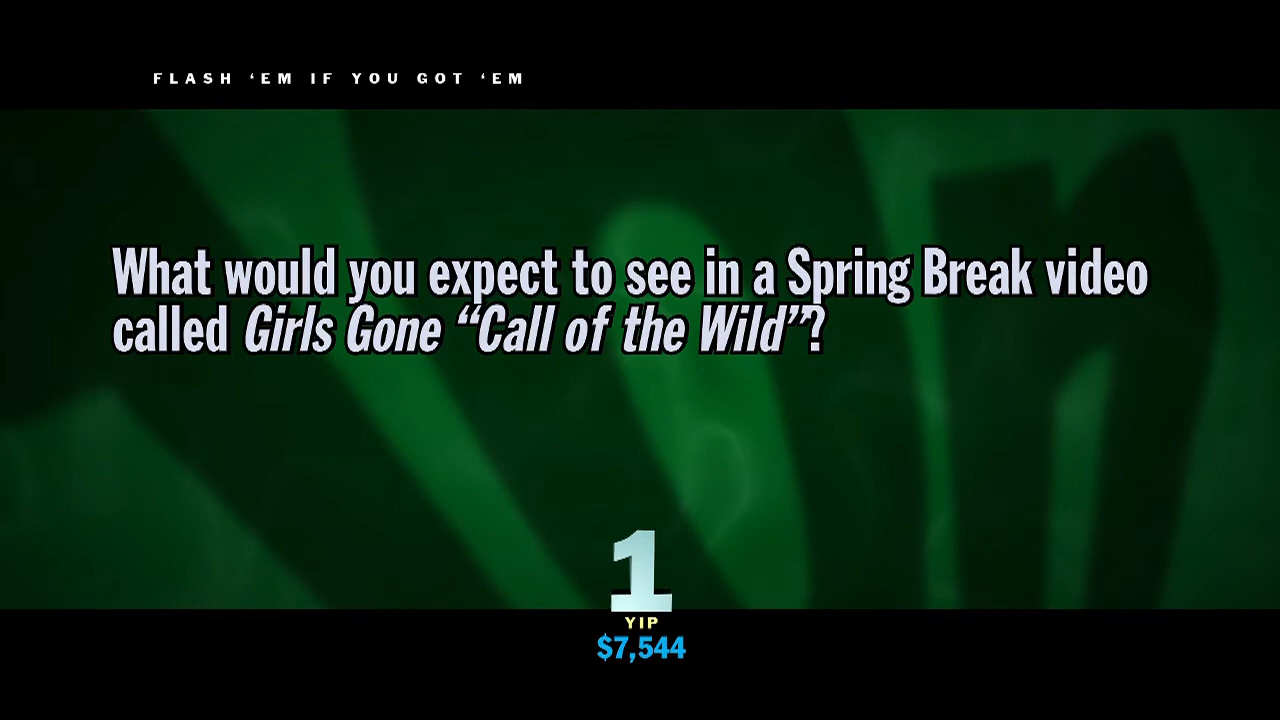 FLASH ‘EM IF YOU GOT ‘EM
What would you expect to see in a Spring Break video
called Girls Gone “Call of the Wild”?
1
YIP
$7,544